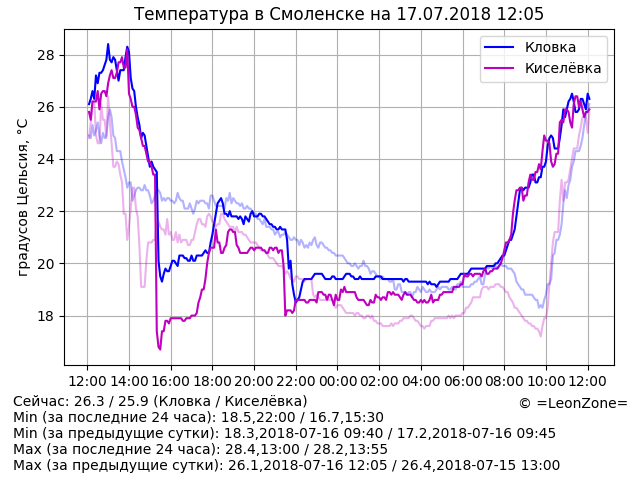 Температура в Смоленске на 17.07.2018 12:05
Кловка
Киселёвка
градусов Цельсия, °C
28
26
24
22
20
18
12:00 14:00 16:00 18:00 20:00 22:00 00:00 02:00 04:00 06:00 08:00 10:00 12:00
Сейчас: 26.3 / 25.9 (Кловка / Киселёвка)
© =LeonZone=
Min (за последние 24 часа): 18.5,22:00 / 16.7,15:30
Min (за предыдущие сутки): 18.3,2018-07-16 09:40 / 17.2,2018-07-16 09:45
Max (за последние 24 часа): 28.4,13:00 / 28.2,13:55
Max (за предыдущие сутки): 26.1,2018-07-16 12:05 / 26.4,2018-07-15 13:00